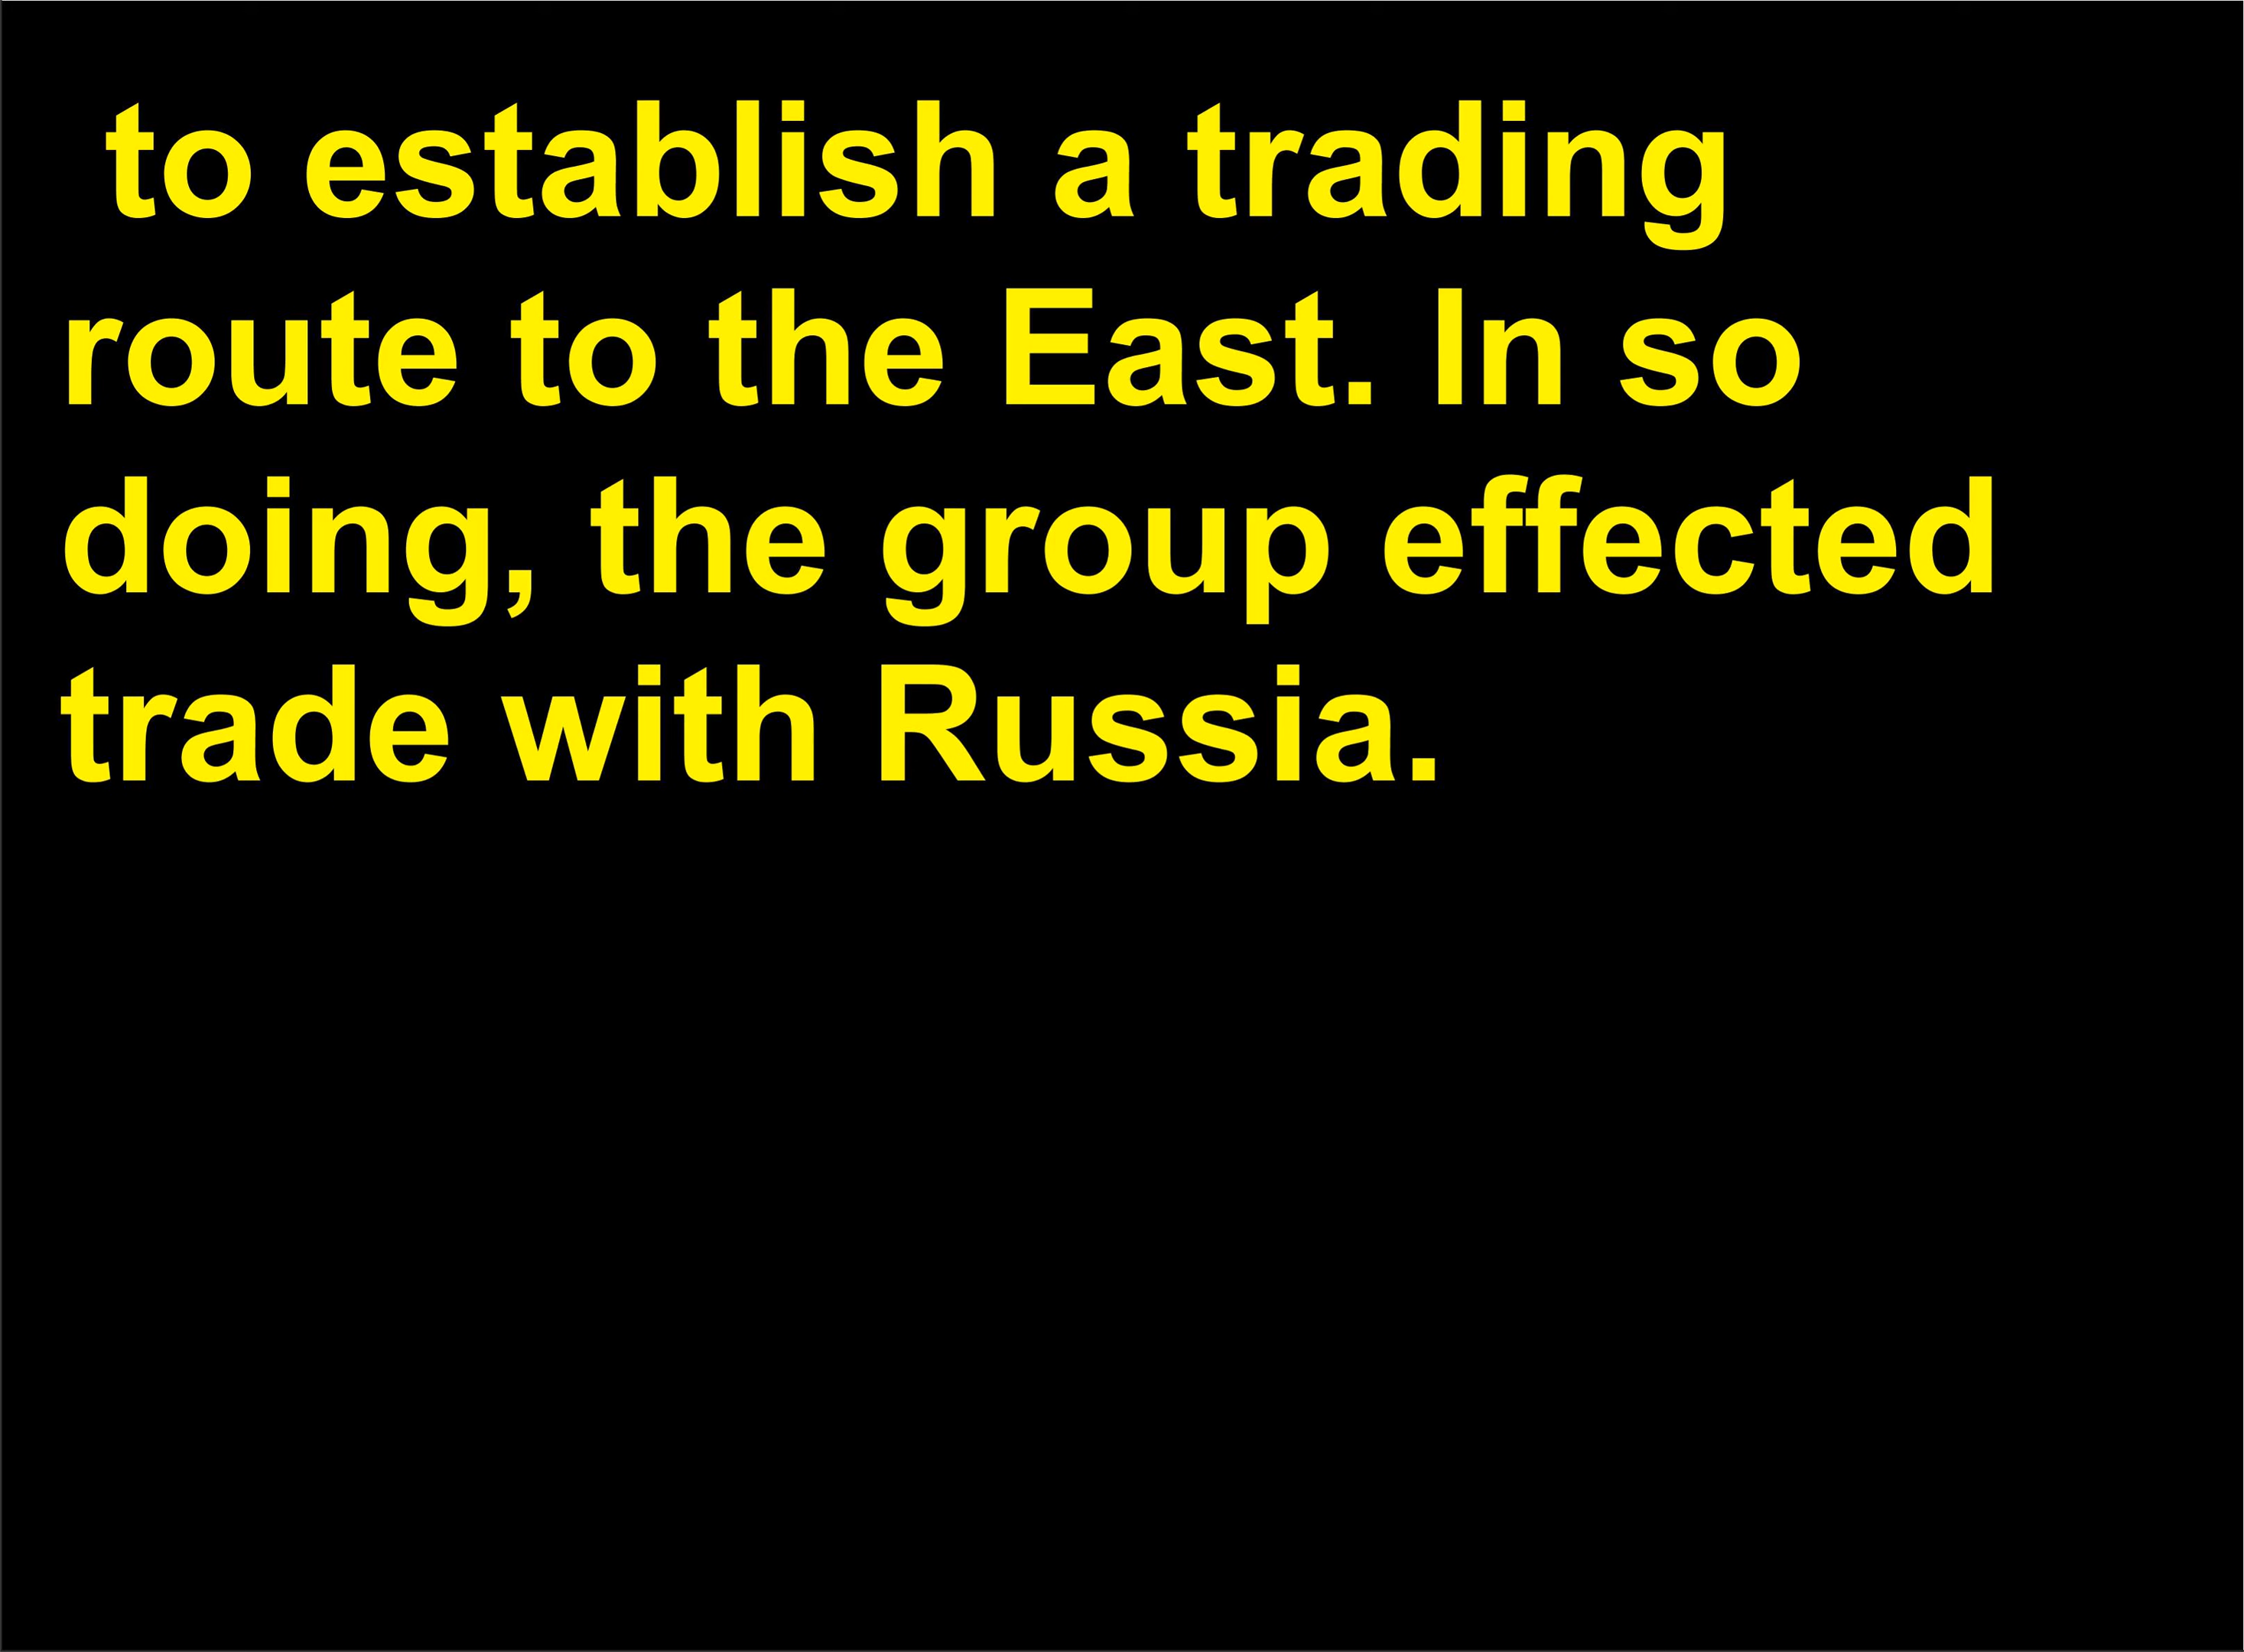 to establish a trading
route to the East. In so
doing, the group effected
trade with Russia.